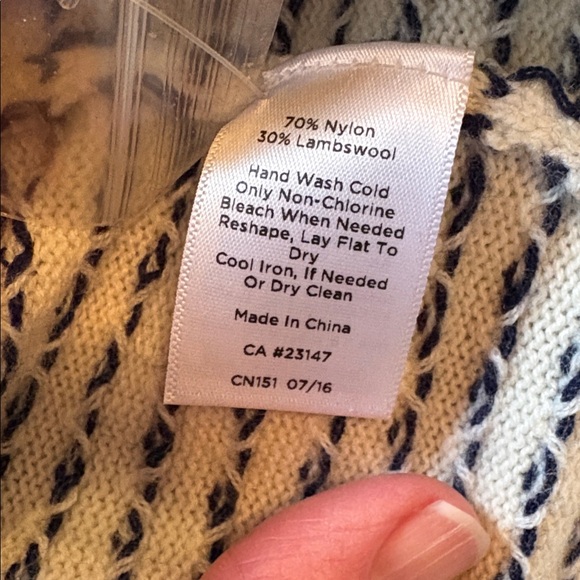 70% Nylon
30% Lambswool
Hand Wash Cold
Only Non-Chlorine
Bleach When Needed
Reshape, Lay Flat To
Dry
Cool Iron, If Needed
Or Dry Clean
Made In China
CA #23147
CN151 07/16